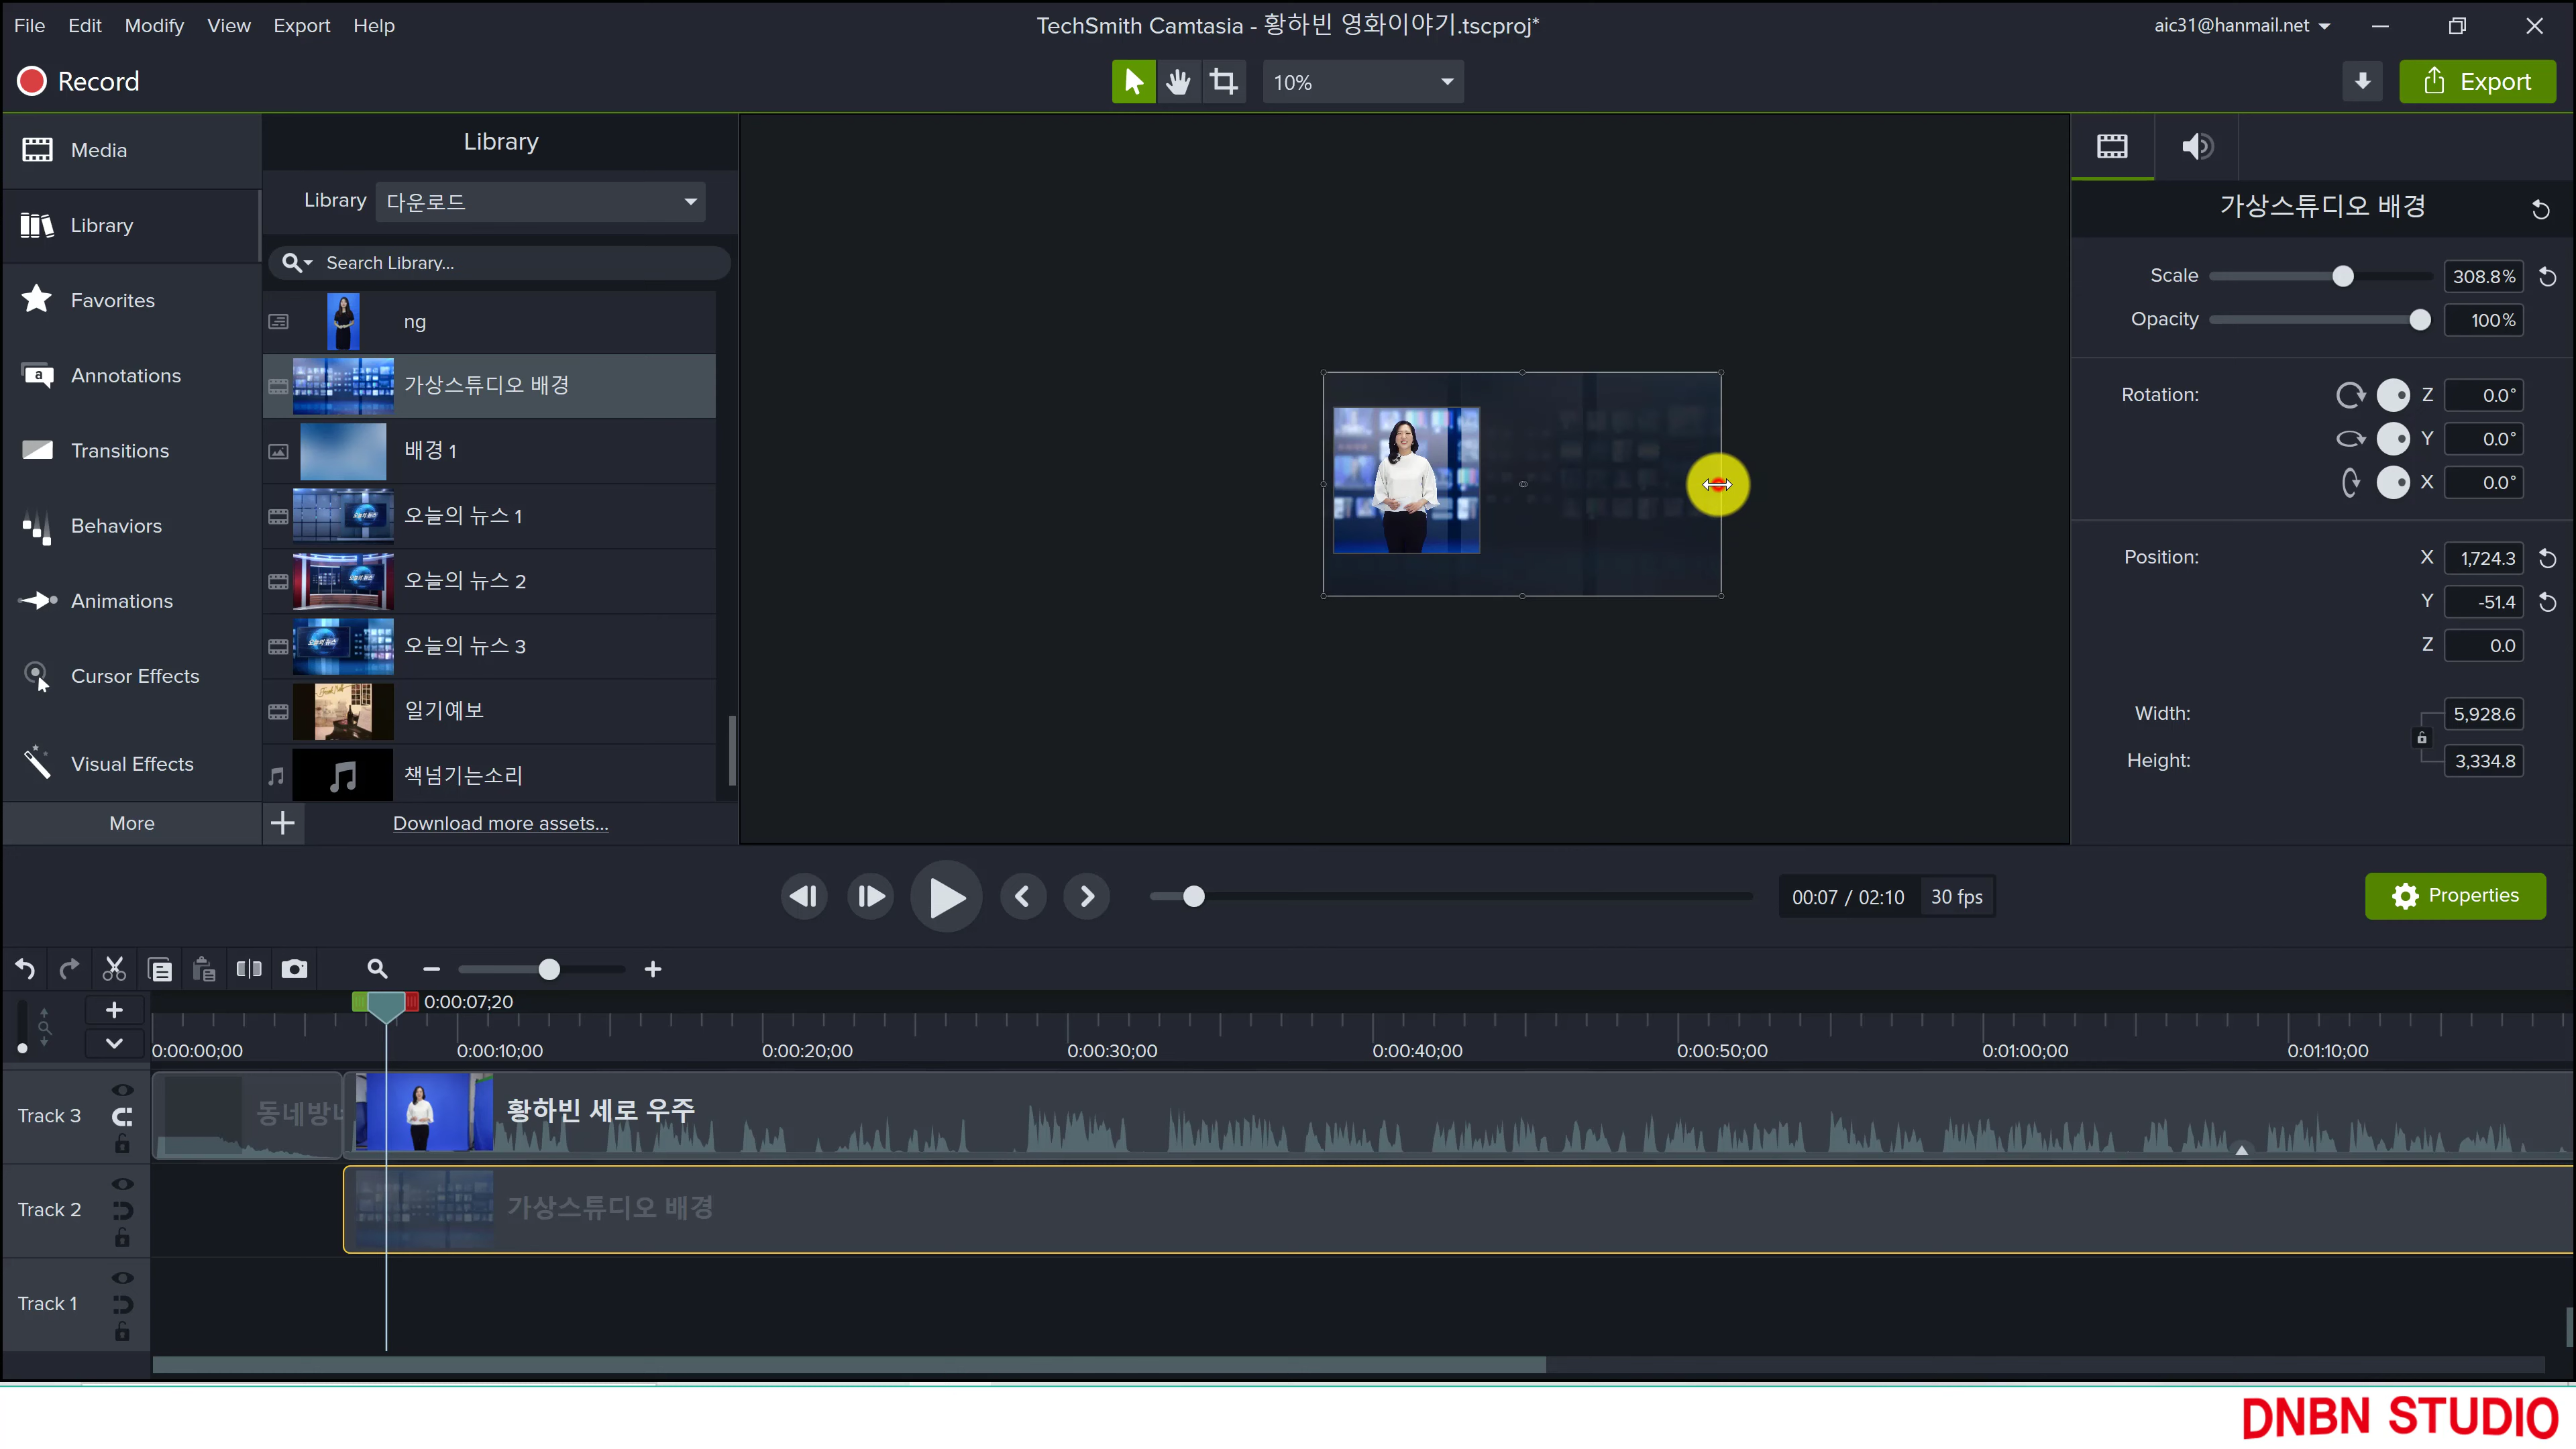 File Edit Modify View Export Help
TechSmith Camtasia - 황하빈 영화이야기.tscproj*
aic31@hanmail.net
Record
10%
Export
Media
Library
Favorites
Annotations
Transitions
Behaviors
Animations
Cursor Effects
Visual Effects
More
Library
Library 다운로드
Search Library...
ng
가상스튜디오 배경
배경 1
오늘의 뉴스 1
오늘의 뉴스 2
오늘의 뉴스 3
일기예보
책넘기는소리
Download more assets...
가상스튜디오 배경
Scale 308.8%
Opacity 100%
Rotation: Z 0.0°
Y 0.0°
X 0.0°
Position: X 1,724.3
Y -51.4
Z 0.0
Width: 5,928.6
Height: 3,334.8
00:07 / 02:10 30 fps
Properties
0:00:07;20
0:00:00;00 0:00:10;00 0:00:20;00 0:00:30;00 0:00:40;00 0:00:50;00 0:01:00;00 0:01:10;00
Track 3
동네방네
황하빈 세로 우주
Track 2
가상스튜디오 배경
Track 1
DNBN STUDIO